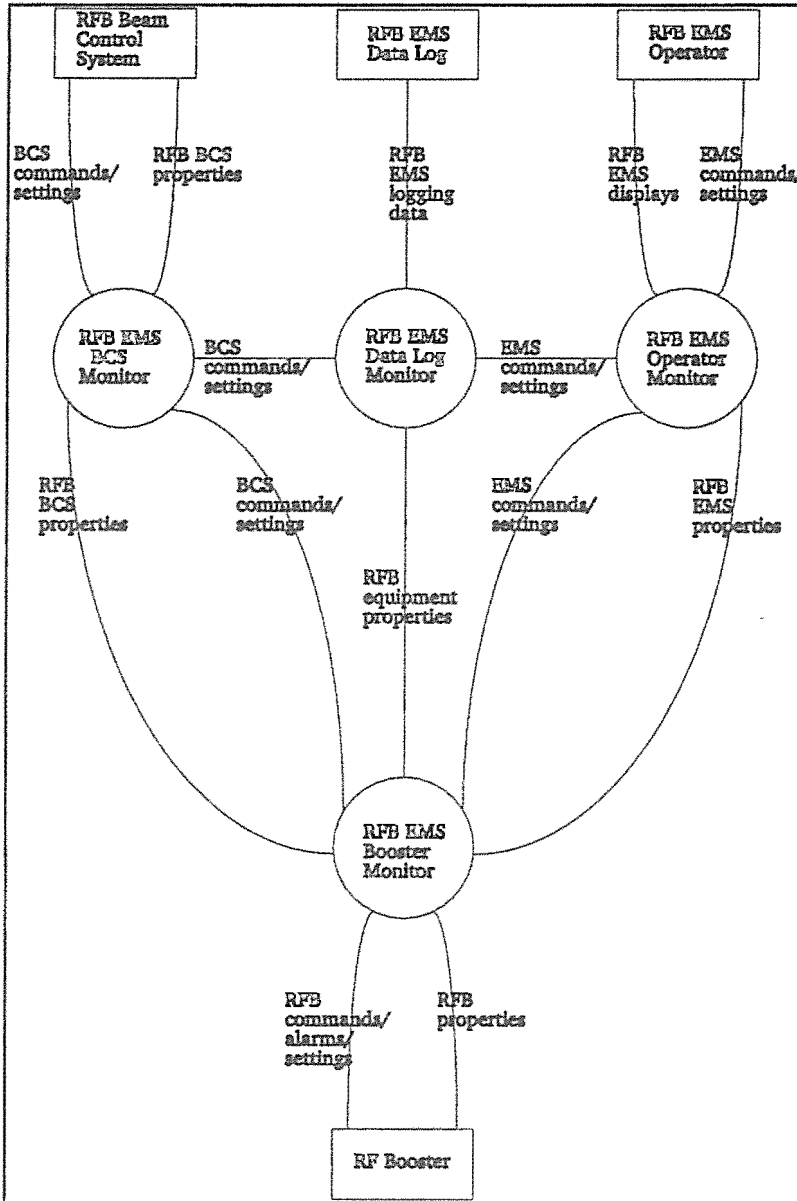 RFB Beam
Control
System
RFB EMS
Data Log
RFB EMS
Operator
BCS
commands/
settings
RFB BCS
properties
RFB
EMS
logging
data
RFB
EMS
displays
EMS
commands/
settings
RFB EMS
BCS
Monitor
BCS
commands/
settings
RFB EMS
Data Log
Monitor
EMS
commands/
settings
RFB EMS
Operator
Monitor
RFB
BCS
properties
BCS
commands/
settings
EMS
commands/
settings
RFB
EMS
properties
RFB
equipment
properties
RFB EMS
Booster
Monitor
RFB
commands/
alarms/
settings
RFB
properties
RF Booster